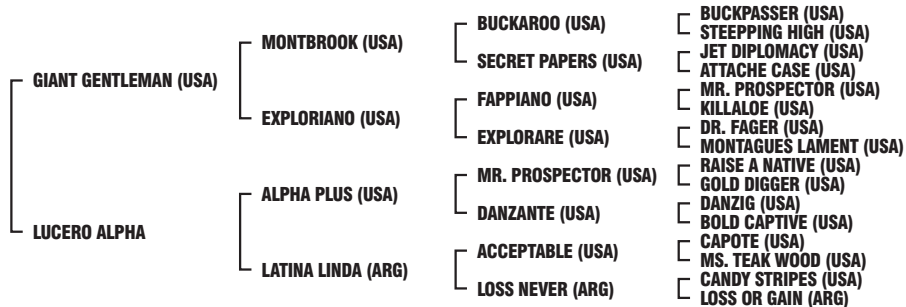 GIANT GENTLEMAN (USA)
LUCERO ALPHA
MONTBROOK (USA)
EXPLORIANO (USA)
ALPHA PLUS (USA)
LATINA LINDA (ARG)
BUCKAROO (USA)
SECRET PAPERS (USA)
FAPPIANO (USA)
EXPLORARE (USA)
MR. PROSPECTOR (USA)
DANZANTE (USA)
ACCEPTABLE (USA)
LOSS NEVER (ARG)
BUCKPASSER (USA)
STEEPPING HIGH (USA)
JET DIPLOMACY (USA)
ATTACHE CASE (USA)
MR. PROSPECTOR (USA)
KILLALOE (USA)
DR. FAGER (USA)
MONTAGUES LAMENT (USA)
RAISE A NATIVE (USA)
GOLD DIGGER (USA)
DANZIG (USA)
BOLD CAPTIVE (USA)
CAPOTE (USA)
MS. TEAK WOOD (USA)
CANDY STRIPES (USA)
LOSS OR GAIN (ARG)